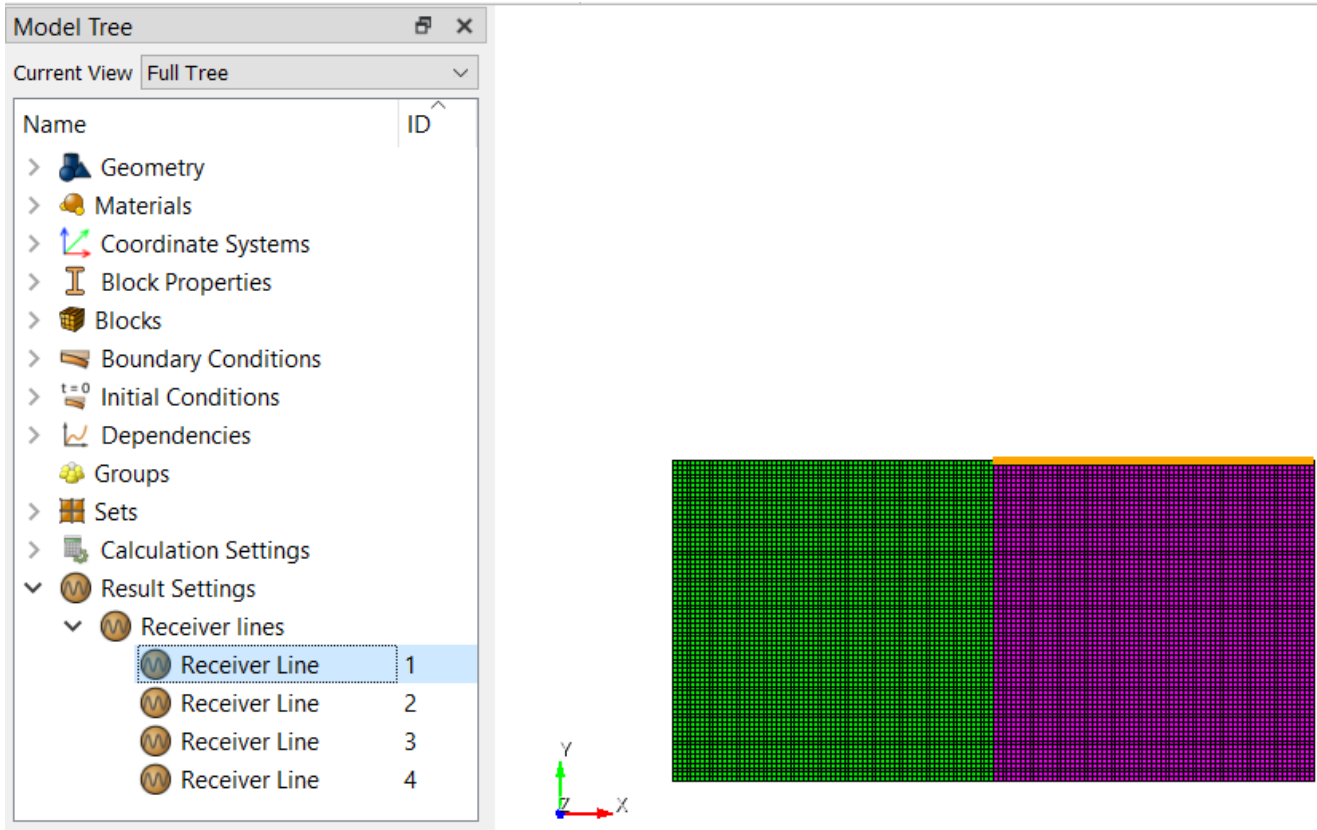 Model Tree
Current View Full Tree
Name ID
Geometry
Materials
Coordinate Systems
Block Properties
Blocks
Boundary Conditions
t = 0 Initial Conditions
Dependencies
Groups
Sets
Calculation Settings
Result Settings
Receiver lines
Receiver Line 1
Receiver Line 2
Receiver Line 3
Receiver Line 4
Y
Z X